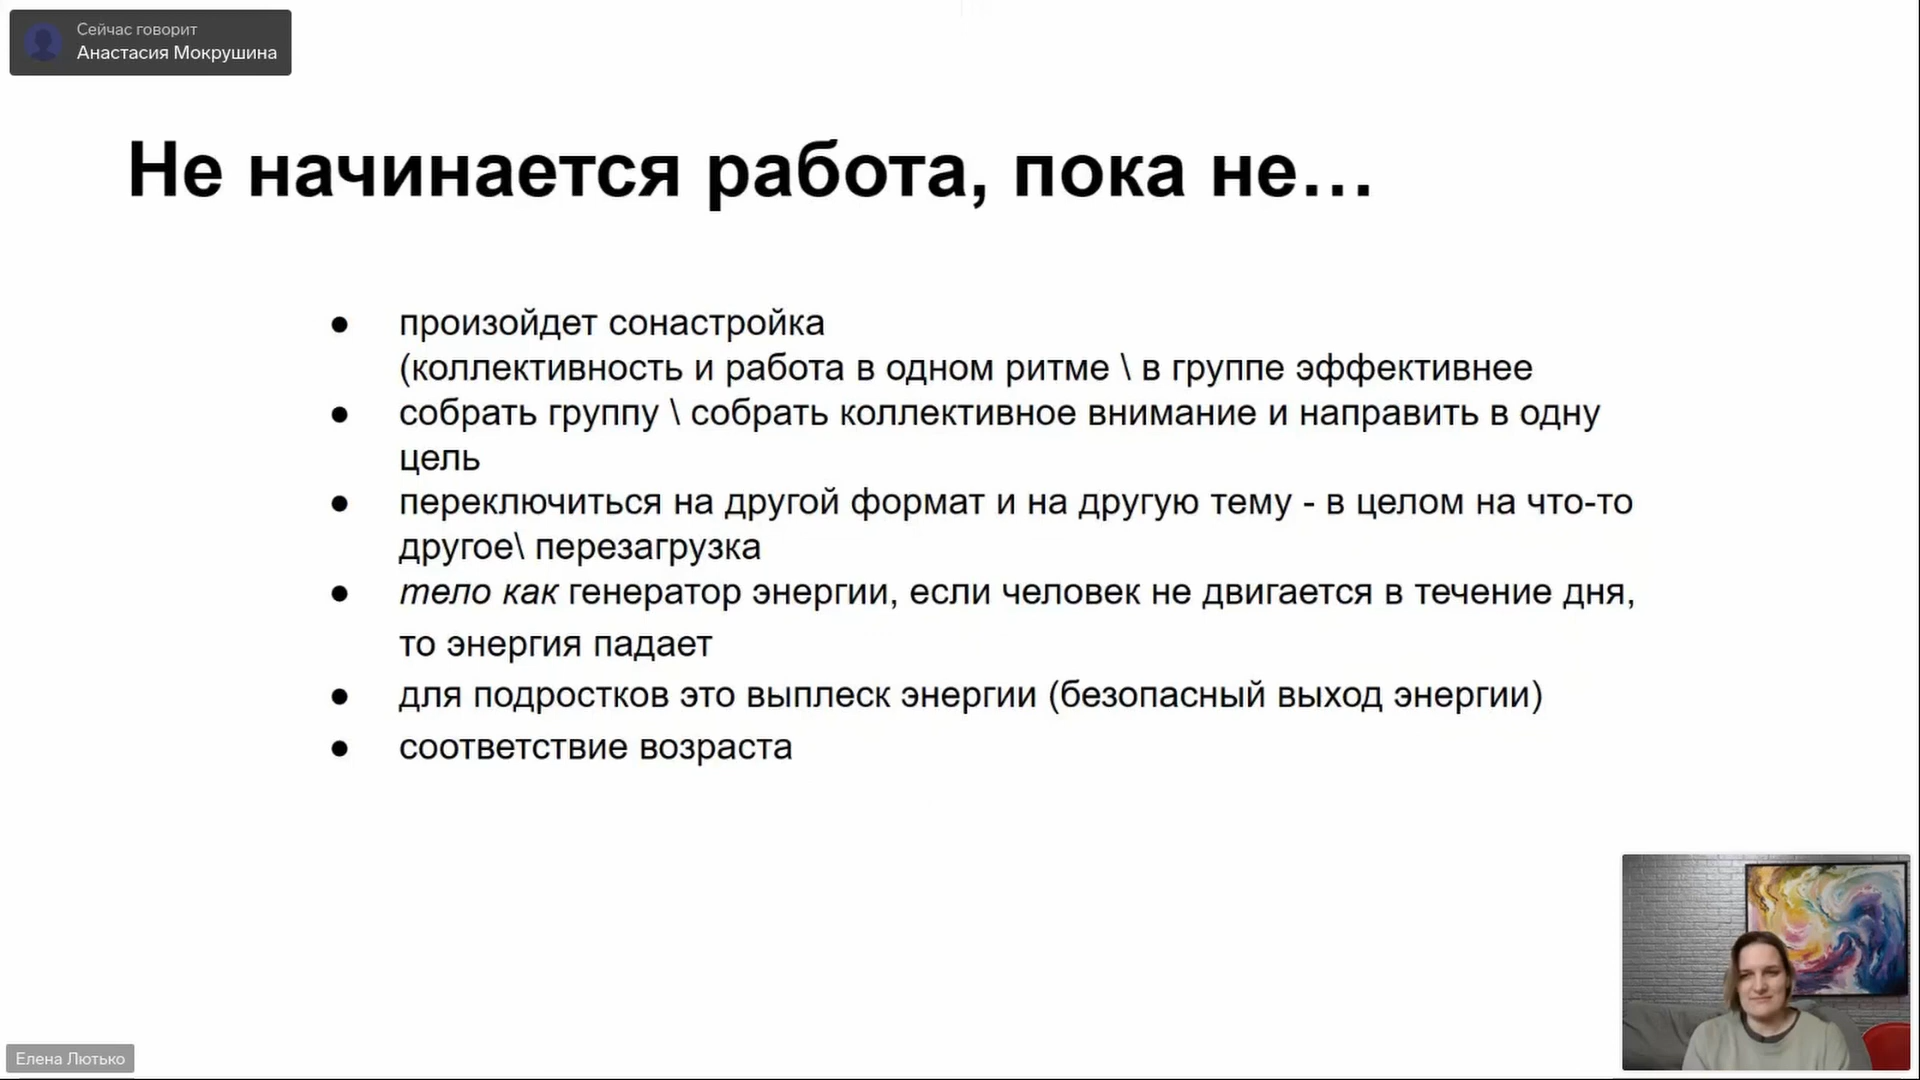 Сейчас говорит
Анастасия Мокрушина
Не начинается работа, пока не...
● произойдет сонастройка
(коллективность и работа в одном ритме \ в группе эффективнее
● собрать группу \ собрать коллективное внимание и направить в одну
цель
● переключиться на другой формат и на другую тему - в целом на что-то
другое\ перезагрузка
● тело как генератор энергии, если человек не двигается в течение дня,
то энергия падает
● для подростков это выплеск энергии (безопасный выход энергии)
● соответствие возраста
Елена Лютько